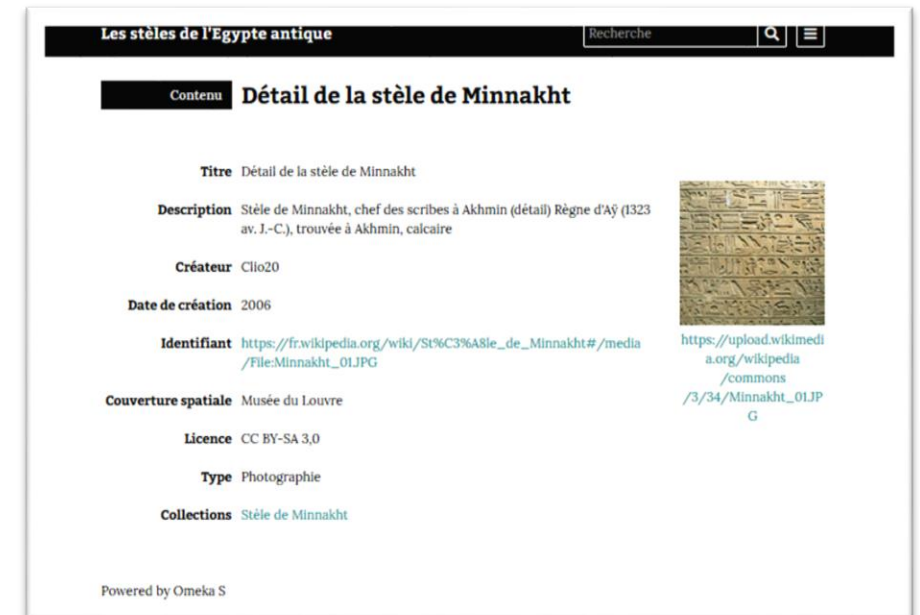 Les stèles de l'Egypte antique
Recherche
Contenu
Détail de la stèle de Minnakht
Titre Détail de la stèle de Minnakht
Description Stèle de Minnakht, chef des scribes à Akhmin (détail) Règne d'Aÿ (1323
av. J.-C.), trouvée à Akhmin, calcaire
Créateur Clio20
Date de création 2006
Identifiant https://fr.wikipedia.org/wiki/St%C3%A8le_de_Minnakht#/media
/File:Minnakht_01.JPG
Couverture spatiale Musée du Louvre
Licence CC BY-SA 3,0
Type Photographie
Collections Stèle de Minnakht
https://upload.wikimedi
a.org/wikipedia
/commons
/3/34/Minnakht_01.JP
G
Powered by Omeka S